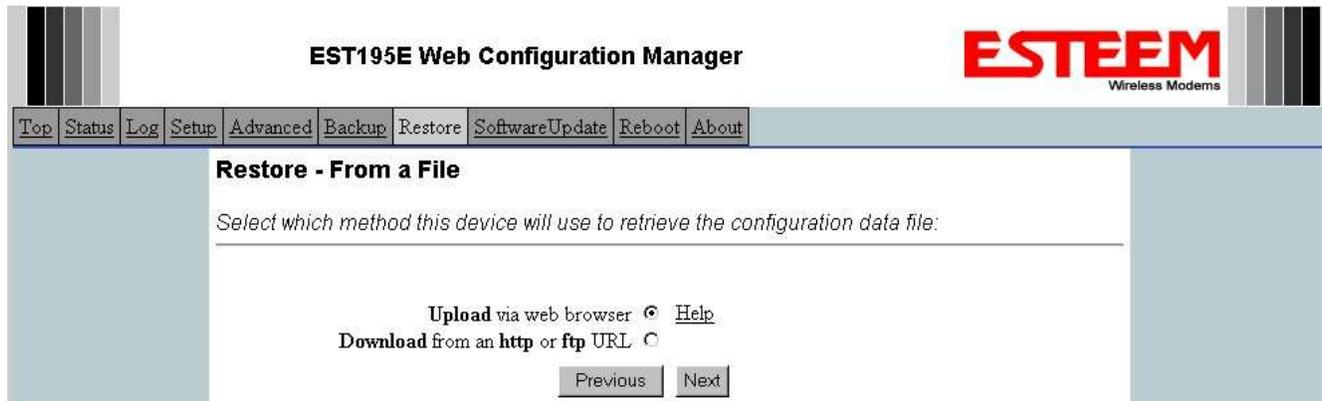 EST195E Web Configuration Manager
ESTEEM
Wireless Modems
Top Status Log Setup Advanced Backup Restore SoftwareUpdate Reboot About
Restore - From a File
Select which method this device will use to retrieve the configuration data file:
Upload via web browser Help
Download from an http or ftp URL
Previous Next